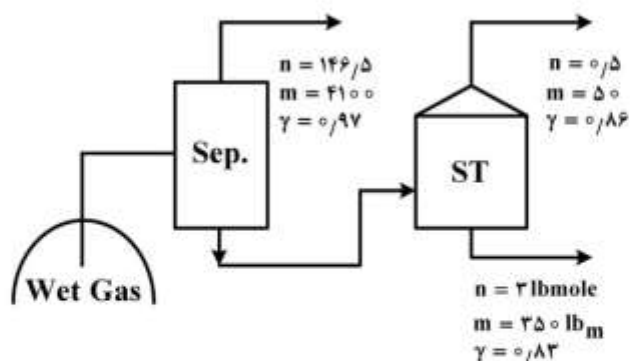 n = ۱۴۶٫۵
m = ۴۱۰۰
γ = ۰٫۹۷
n = ۰٫۵
m = ۵۰
γ = ۰٫۸۶
Sep.
ST
Wet Gas
n = ۳ lbmole
m = ۳۵۰ lbm
γ = ۰٫۸۳